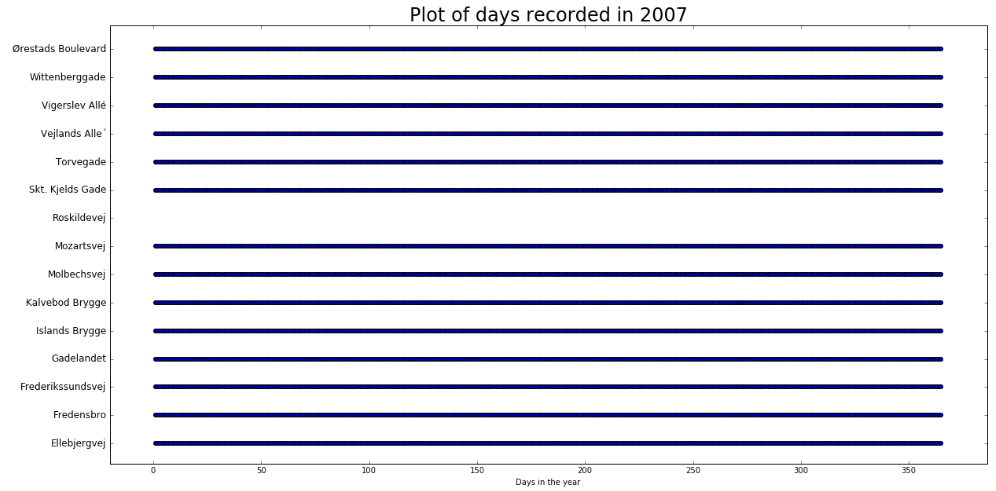 Plot of days recorded in 2007
Ørestads Boulevard
Wittenberggade
Vigerslev Allé
Vejlands Alle´
Torvegade
Skt. Kjelds Gade
Roskildevej
Mozartsvej
Molbechsvej
Kalvebod Brygge
Islands Brygge
Gadelandet
Frederikssundsvej
Fredensbro
Ellebjergvej
0 50 100 150 200 250 300 350
Days in the year